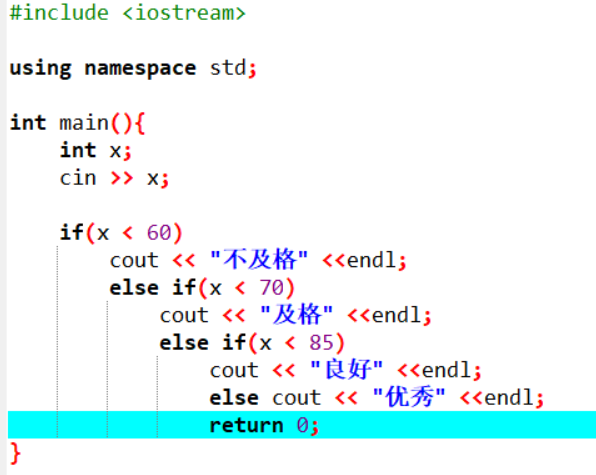 #include <iostream>
using namespace std;
int main(){
int x;
cin >> x;
if(x < 60)
cout << "不及格" <<endl;
else if(x < 70)
cout << "及格" <<endl;
else if(x < 85)
cout << "良好" <<endl;
else cout << "优秀" <<endl;
return 0;
}